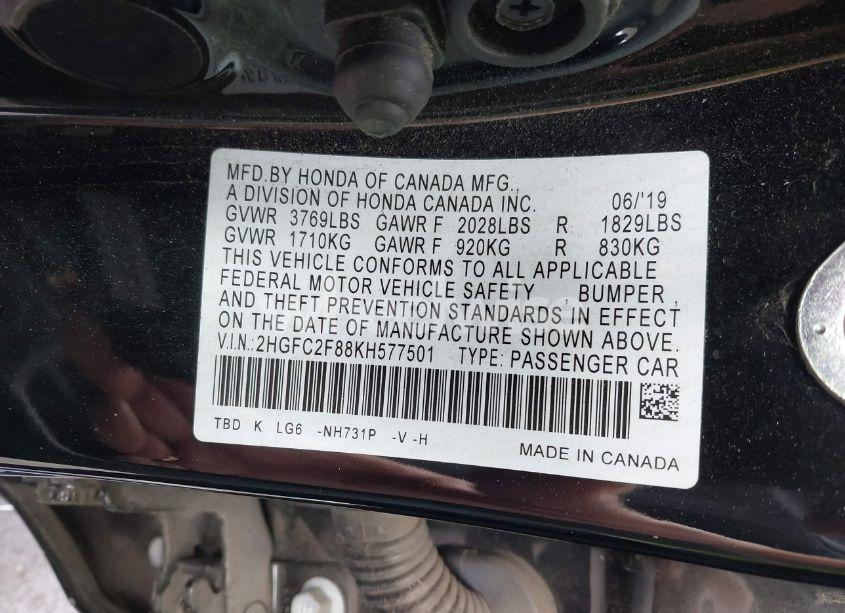 MFD.BY HONDA OF CANADA MFG.,
A DIVISION OF HONDA CANADA INC. 06/'19
GVWR 3769LBS GAWR F 2028LBS R 1829LBS
GVWR 1710KG GAWR F 920KG R 830KG
THIS VEHICLE CONFORMS TO ALL APPLICABLE
FEDERAL MOTOR VEHICLE SAFETY , BUMPER ,
AND THEFT PREVENTION STANDARDS IN EFFECT
ON THE DATE OF MANUFACTURE SHOWN ABOVE.
V.I.N.:2HGFC2F88KH577501 TYPE: PASSENGER CAR
TBD K LG6 -NH731P -V -H
MADE IN CANADA